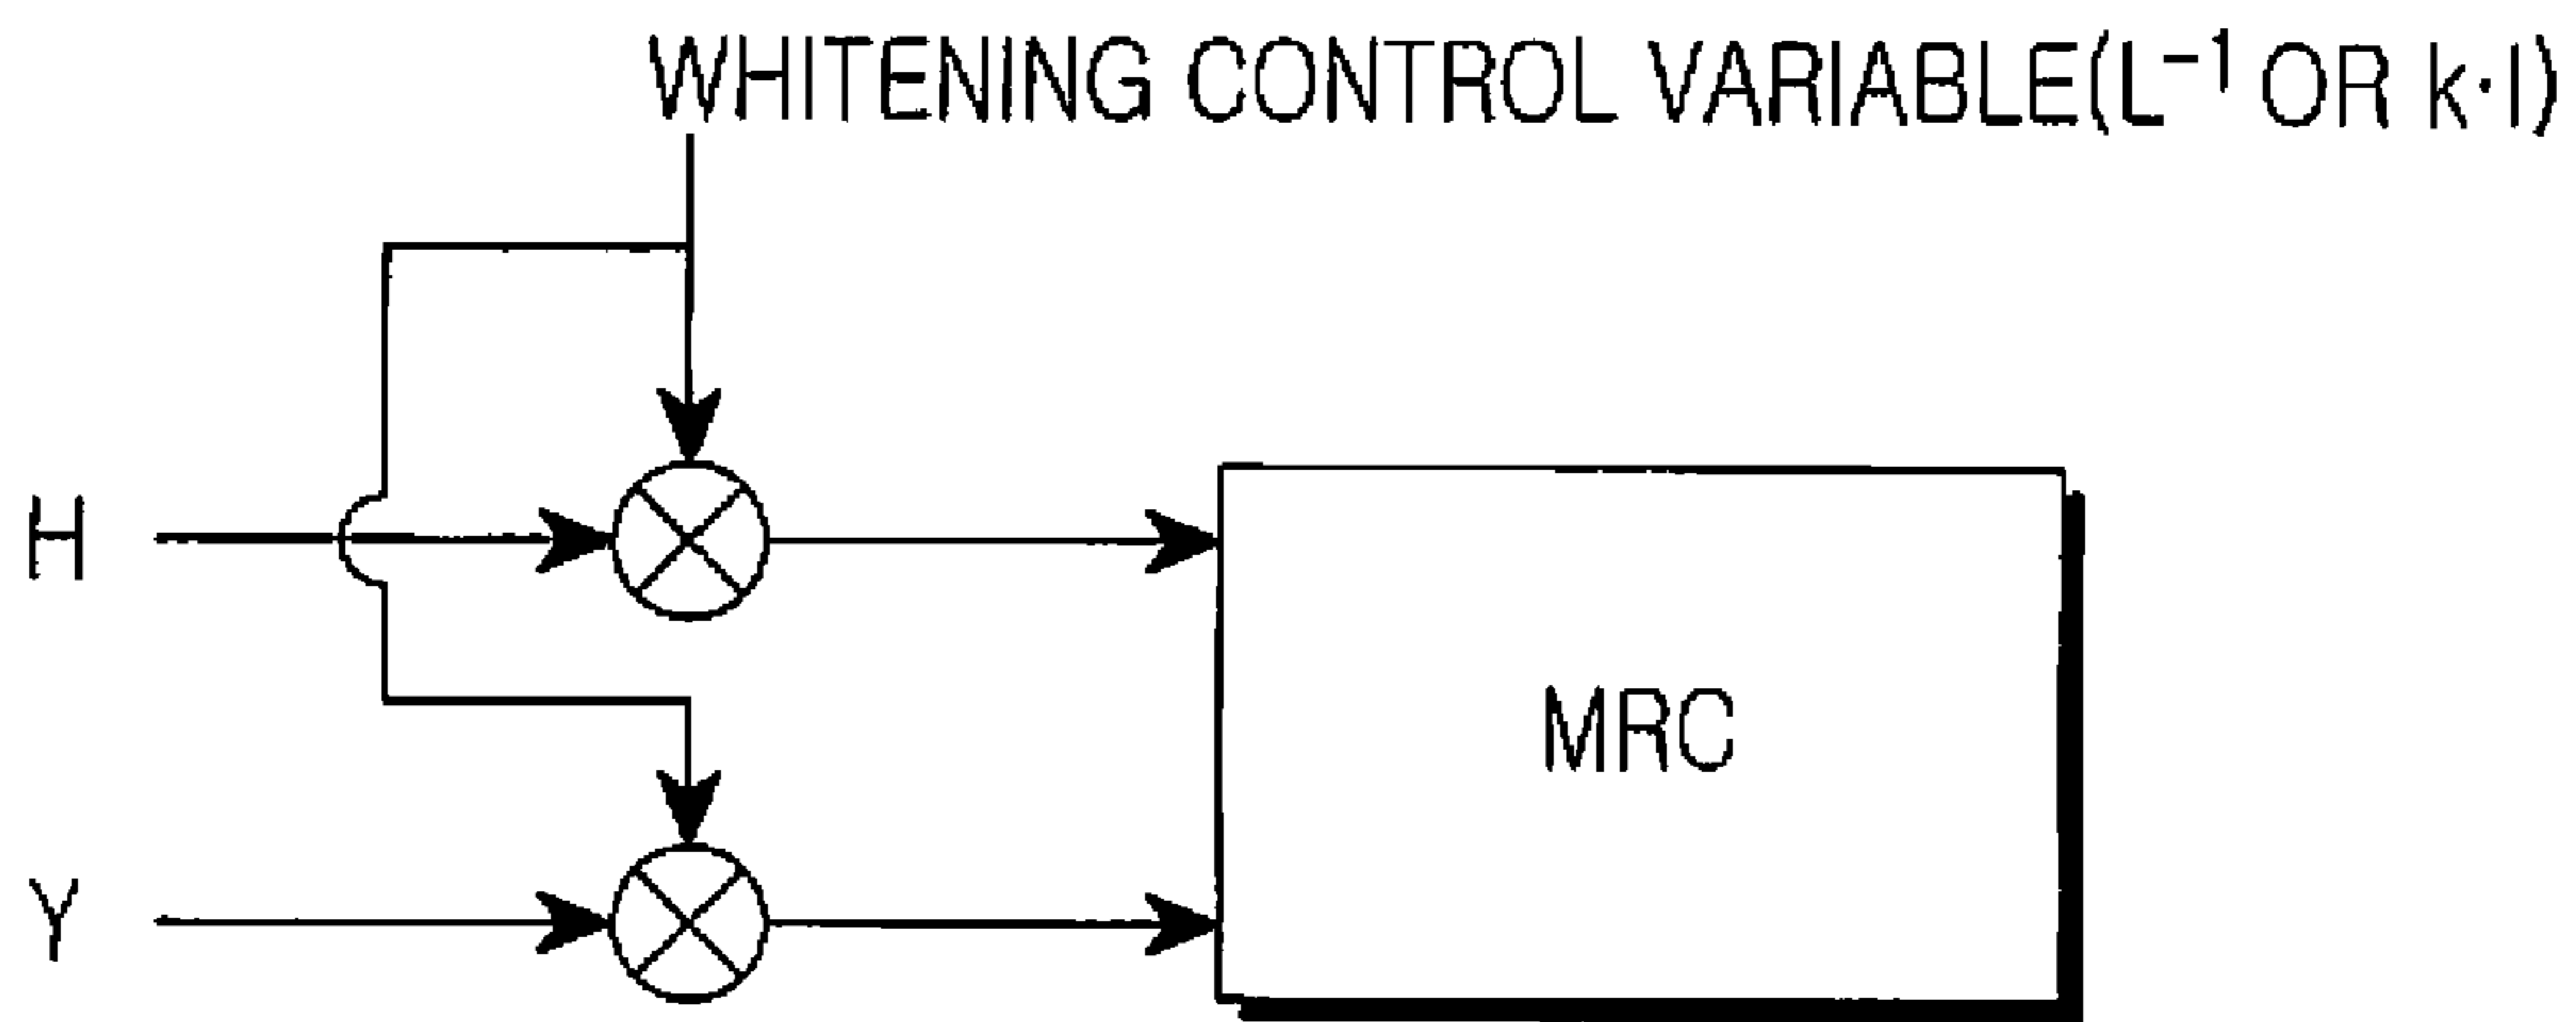 WHITENING CONTROL VARIABLE(L⁻¹ OR k·I)
H
MRC
Y